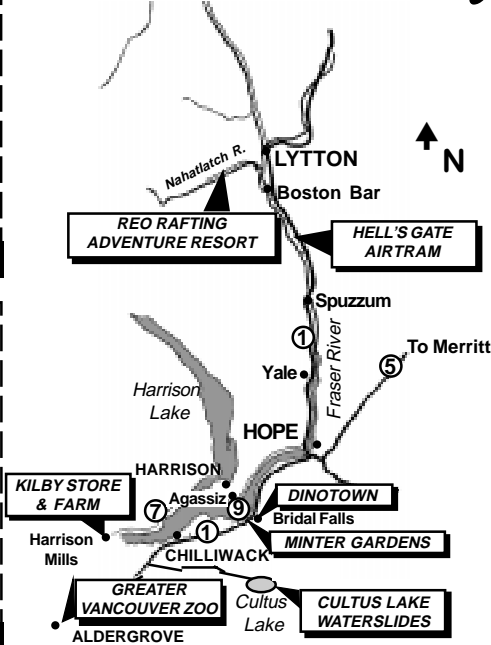 LYTTON
N
Nahatlatch R.
Boston Bar
REO RAFTING
ADVENTURE RESORT
HELL'S GATE
AIRTRAM
Spuzzum
1
To Merritt
5
Yale
Fraser River
Harrison
Lake
HOPE
HARRISON
KILBY STORE
& FARM
Agassiz
DINOTOWN
7
9
Bridal Falls
1
Harrison
Mills
MINTER GARDENS
CHILLIWACK
GREATER
VANCOUVER ZOO
Cultus
Lake
CULTUS LAKE
WATERSLIDES
ALDERGROVE